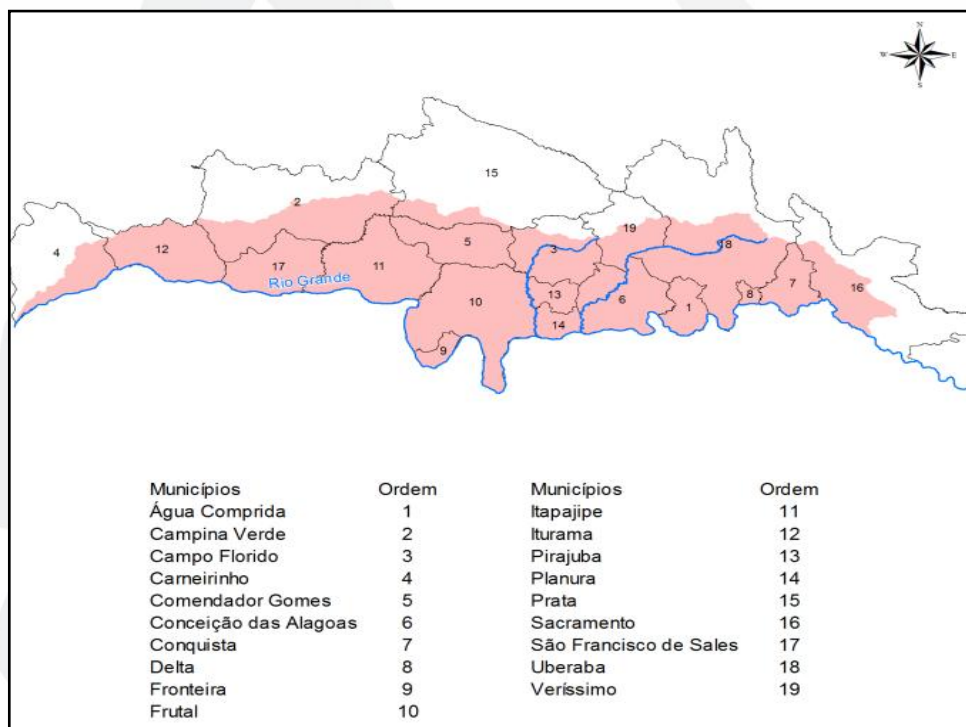 N
W E
S
15
2
4
12
5
3
19
18
17
11
Rio Grande
10
13
6
1
8
7
16
14
9
Municípios Ordem Municípios Ordem
Água Comprida 1 Itapajipe 11
Campina Verde 2 Iturama 12
Campo Florido 3 Pirajuba 13
Carneirinho 4 Planura 14
Comendador Gomes 5 Prata 15
Conceição das Alagoas 6 Sacramento 16
Conquista 7 São Francisco de Sales 17
Delta 8 Uberaba 18
Fronteira 9 Veríssimo 19
Frutal 10